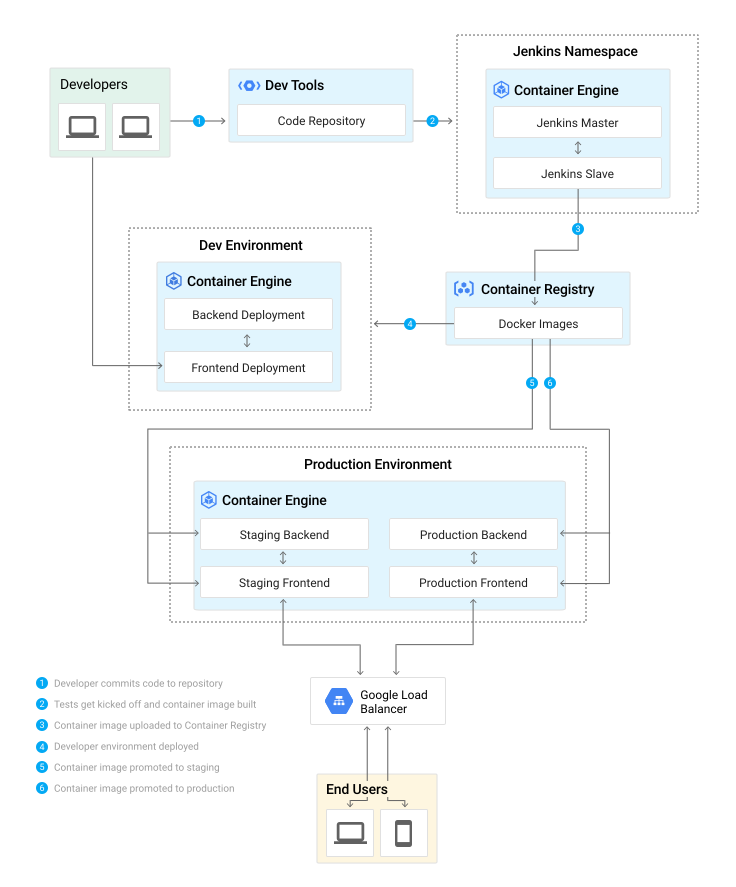 Jenkins Namespace
Developers
Dev Tools
Container Engine
1
Code Repository
2
Jenkins Master
Jenkins Slave
3
Dev Environment
Container Engine
Container Registry
Backend Deployment
4
Docker Images
Frontend Deployment
5
6
Production Environment
Container Engine
Staging Backend
Production Backend
Staging Frontend
Production Frontend
Google Load
Balancer
1 Developer commits code to repository
2 Tests get kicked off and container image built
3 Container image uploaded to Container Registry
4 Developer environment deployed
5 Container image promoted to staging
6 Container image promoted to production
End Users